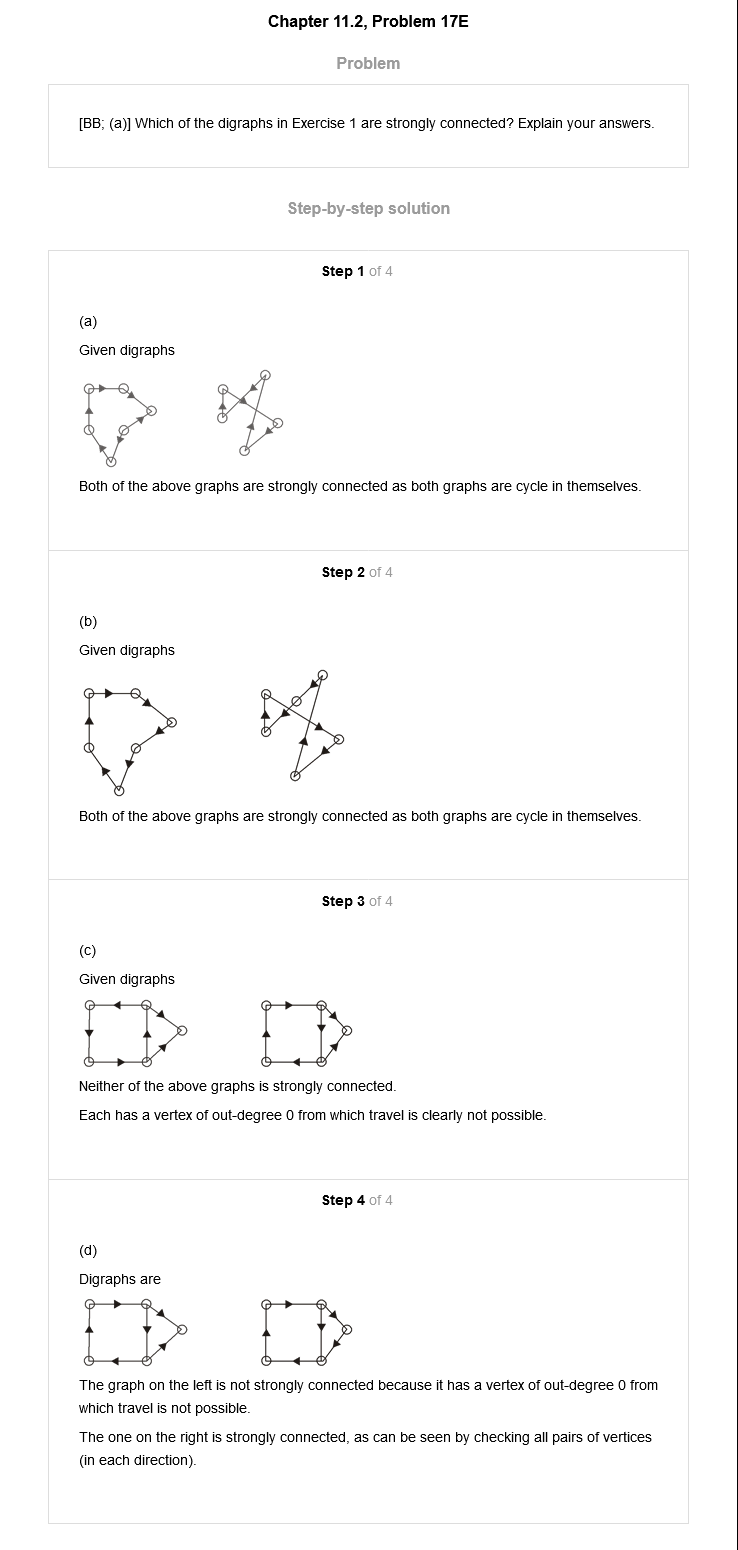 Chapter 11.2, Problem 17E
Problem
[BB; (a)] Which of the digraphs in Exercise 1 are strongly connected? Explain your answers.
Step-by-step solution
Step 1 of 4
(a)
Given digraphs
Both of the above graphs are strongly connected as both graphs are cycle in themselves.
Step 2 of 4
(b)
Given digraphs
Both of the above graphs are strongly connected as both graphs are cycle in themselves.
Step 3 of 4
(c)
Given digraphs
Neither of the above graphs is strongly connected.
Each has a vertex of out-degree 0 from which travel is clearly not possible.
Step 4 of 4
(d)
Digraphs are
The graph on the left is not strongly connected because it has a vertex of out-degree 0 from
which travel is not possible.
The one on the right is strongly connected, as can be seen by checking all pairs of vertices
(in each direction).